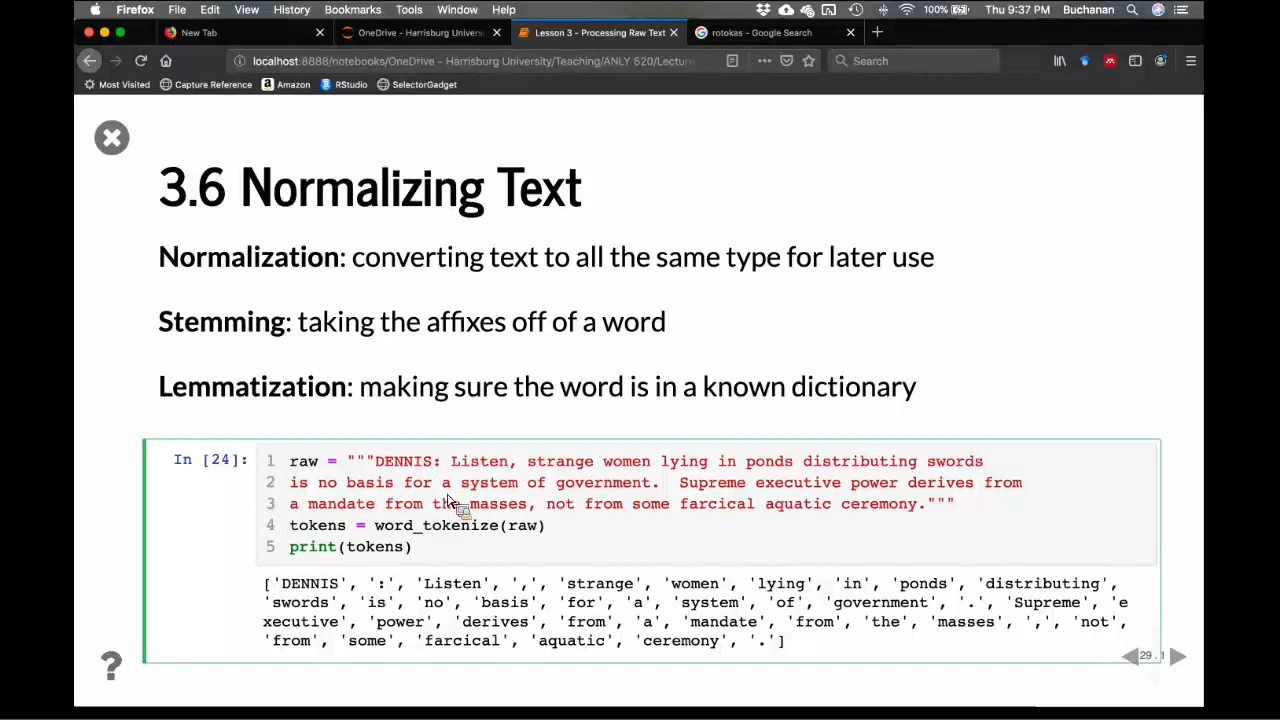 Firefox File Edit View History Bookmarks Tools Window Help 100% Thu 9:37 PM Buchanan
New Tab OneDrive - Harrisburg Univers Lesson 3 - Processing Raw Text rotokas - Google Search
localhost:8888/notebooks/OneDrive - Harrisburg University/Teaching/ANLY 520/Lectur Search
Most Visited Capture Reference Amazon RStudio SelectorGadget
3.6 Normalizing Text
Normalization: converting text to all the same type for later use
Stemming: taking the affixes off of a word
Lemmatization: making sure the word is in a known dictionary
In [24]: 1 raw = """DENNIS: Listen, strange women lying in ponds distributing swords
2 is no basis for a system of government.  Supreme executive power derives from
3 a mandate from the masses, not from some farcical aquatic ceremony."""
4 tokens = word_tokenize(raw)
5 print(tokens)
['DENNIS', ':', 'Listen', ',', 'strange', 'women', 'lying', 'in', 'ponds', 'distributing',
'swords', 'is', 'no', 'basis', 'for', 'a', 'system', 'of', 'government', '.', 'Supreme', 'e
xecutive', 'power', 'derives', 'from', 'a', 'mandate', 'from', 'the', 'masses', ',', 'not',
'from', 'some', 'farcical', 'aquatic', 'ceremony', '.']
? 29.1